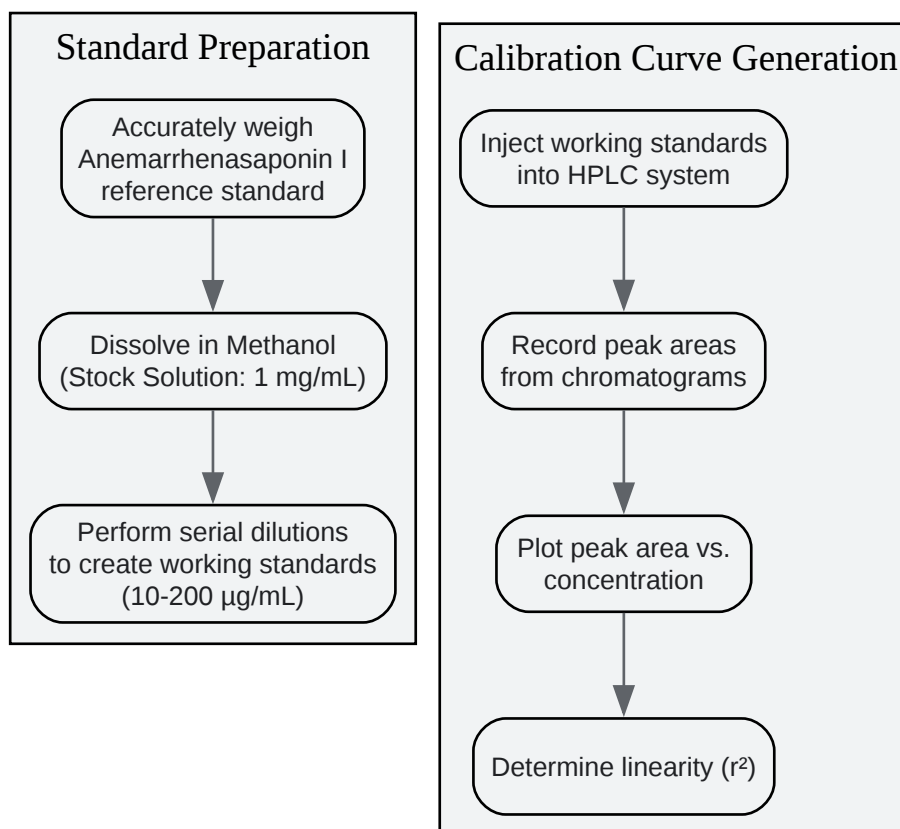 Standard Preparation
Accurately weigh
Anemarrhenasaponin I
reference standard
Dissolve in Methanol
(Stock Solution: 1 mg/mL)
Perform serial dilutions
to create working standards
(10-200 µg/mL)
Calibration Curve Generation
Inject working standards
into HPLC system
Record peak areas
from chromatograms
Plot peak area vs.
concentration
Determine linearity (r²)